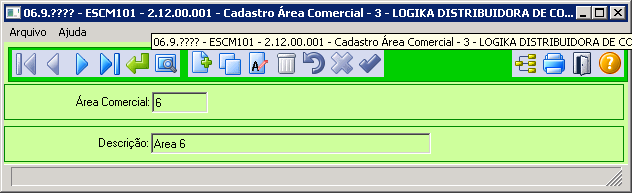 06.9.???? - ESCM101 - 2.12.00.001 - Cadastro Área Comercial - 3 - LOGIKA DISTRIBUIDORA DE CO...
Arquivo Ajuda
06.9.???? - ESCM101 - 2.12.00.001 - Cadastro Área Comercial - 3 - LOGIKA DISTRIBUIDORA DE CO
Área Comercial: 6
Descrição: Area 6